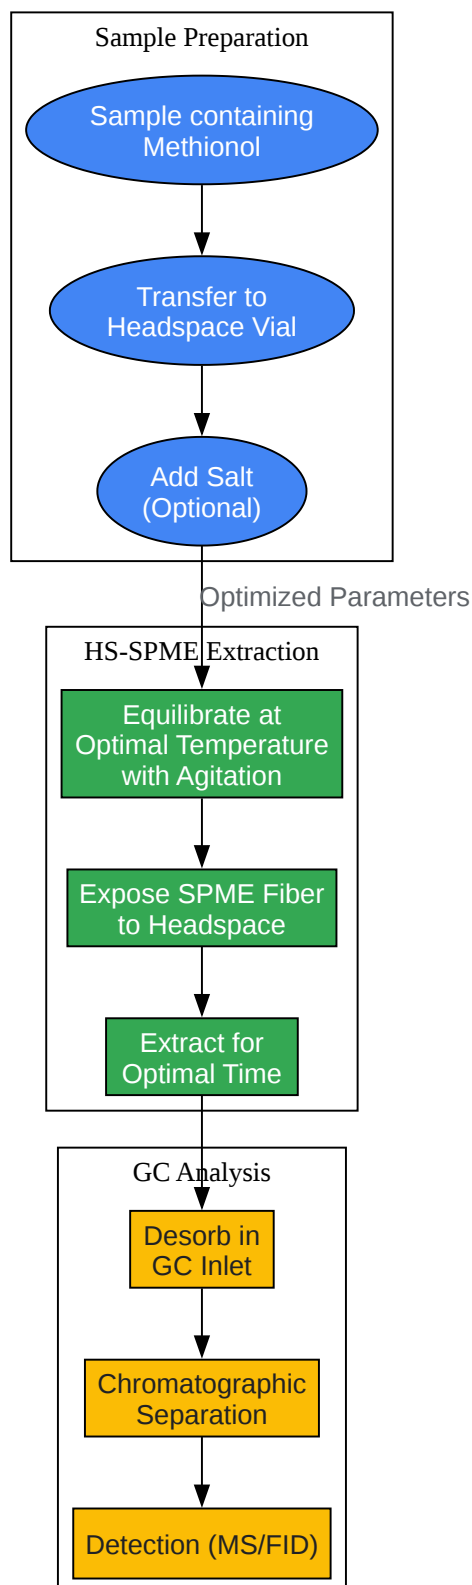 Sample Preparation
Sample containing
Methionol
Transfer to
Headspace Vial
Add Salt
(Optional)
Optimized Parameters
HS-SPME Extraction
Equilibrate at
Optimal Temperature
with Agitation
Expose SPME Fiber
to Headspace
Extract for
Optimal Time
GC Analysis
Desorb in
GC Inlet
Chromatographic
Separation
Detection (MS/FID)